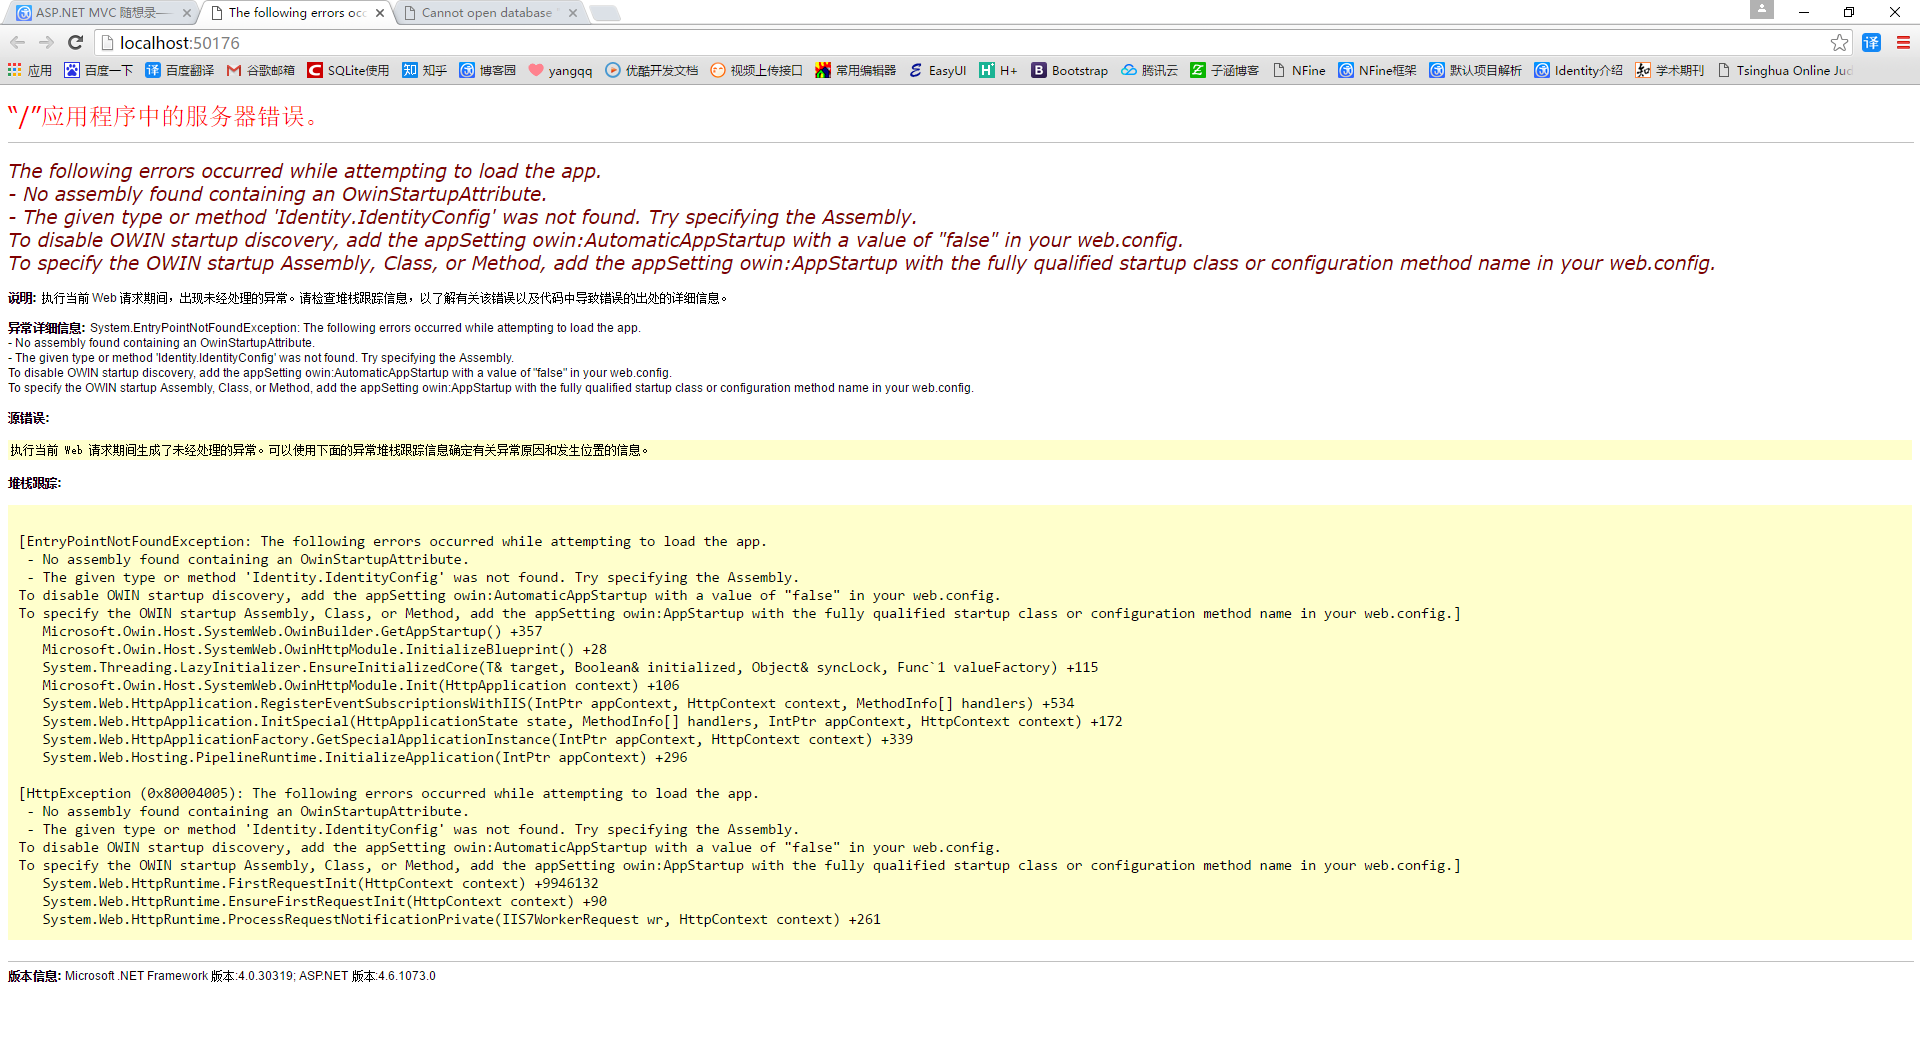 ASP.NET MVC 随想录——
The following errors occ
Cannot open database "
localhost:50176
应用 百度一下 百度翻译 谷歌邮箱 SQLite使用 知乎 博客园 yangqq 优酷开发文档 视频上传接口 常用编辑器 EasyUI H+ Bootstrap 腾讯云 子涵博客 NFine NFine框架 默认项目解析 Identity介绍 学术期刊 Tsinghua Online Jud
“/”应用程序中的服务器错误。
The following errors occurred while attempting to load the app.
- No assembly found containing an OwinStartupAttribute.
- The given type or method 'Identity.IdentityConfig' was not found. Try specifying the Assembly.
To disable OWIN startup discovery, add the appSetting owin:AutomaticAppStartup with a value of "false" in your web.config.
To specify the OWIN startup Assembly, Class, or Method, add the appSetting owin:AppStartup with the fully qualified startup class or configuration method name in your web.config.
说明: 执行当前 Web 请求期间，出现未经处理的异常。请检查堆栈跟踪信息，以了解有关该错误以及代码中导致错误的出处的详细信息。
异常详细信息: System.EntryPointNotFoundException: The following errors occurred while attempting to load the app.
- No assembly found containing an OwinStartupAttribute.
- The given type or method 'Identity.IdentityConfig' was not found. Try specifying the Assembly.
To disable OWIN startup discovery, add the appSetting owin:AutomaticAppStartup with a value of "false" in your web.config.
To specify the OWIN startup Assembly, Class, or Method, add the appSetting owin:AppStartup with the fully qualified startup class or configuration method name in your web.config.
源错误:
执行当前 Web 请求期间生成了未经处理的异常。可以使用下面的异常堆栈跟踪信息确定有关异常原因和发生位置的信息。
堆栈跟踪:
[EntryPointNotFoundException: The following errors occurred while attempting to load the app.
- No assembly found containing an OwinStartupAttribute.
- The given type or method 'Identity.IdentityConfig' was not found. Try specifying the Assembly.
To disable OWIN startup discovery, add the appSetting owin:AutomaticAppStartup with a value of "false" in your web.config.
To specify the OWIN startup Assembly, Class, or Method, add the appSetting owin:AppStartup with the fully qualified startup class or configuration method name in your web.config.]
Microsoft.Owin.Host.SystemWeb.OwinBuilder.GetAppStartup() +357
Microsoft.Owin.Host.SystemWeb.OwinHttpModule.InitializeBlueprint() +28
System.Threading.LazyInitializer.EnsureInitializedCore(T& target, Boolean& initialized, Object& syncLock, Func`1 valueFactory) +115
Microsoft.Owin.Host.SystemWeb.OwinHttpModule.Init(HttpApplication context) +106
System.Web.HttpApplication.RegisterEventSubscriptionsWithIIS(IntPtr appContext, HttpContext context, MethodInfo[] handlers) +534
System.Web.HttpApplication.InitSpecial(HttpApplicationState state, MethodInfo[] handlers, IntPtr appContext, HttpContext context) +172
System.Web.HttpApplicationFactory.GetSpecialApplicationInstance(IntPtr appContext, HttpContext context) +339
System.Web.Hosting.PipelineRuntime.InitializeApplication(IntPtr appContext) +296
[HttpException (0x80004005): The following errors occurred while attempting to load the app.
- No assembly found containing an OwinStartupAttribute.
- The given type or method 'Identity.IdentityConfig' was not found. Try specifying the Assembly.
To disable OWIN startup discovery, add the appSetting owin:AutomaticAppStartup with a value of "false" in your web.config.
To specify the OWIN startup Assembly, Class, or Method, add the appSetting owin:AppStartup with the fully qualified startup class or configuration method name in your web.config.]
System.Web.HttpRuntime.FirstRequestInit(HttpContext context) +9946132
System.Web.HttpRuntime.EnsureFirstRequestInit(HttpContext context) +90
System.Web.HttpRuntime.ProcessRequestNotificationPrivate(IIS7WorkerRequest wr, HttpContext context) +261
版本信息: Microsoft .NET Framework 版本:4.0.30319; ASP.NET 版本:4.6.1073.0